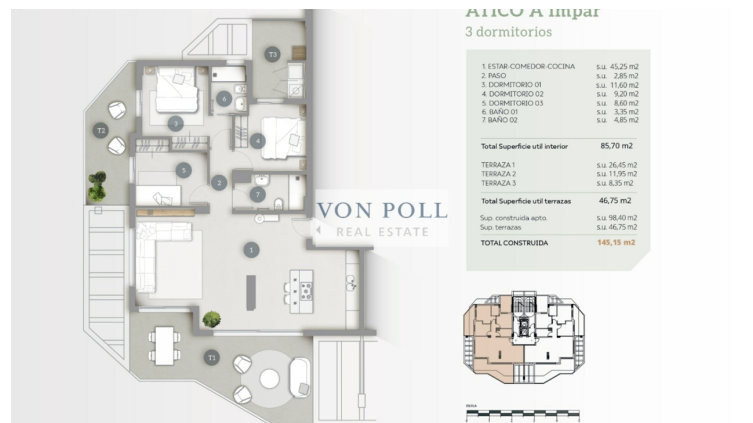 ATICO A Impar
3 dormitorios
1. ESTAR-COMEDOR-COCINA s.u. 45,25 m2
2. PASO s.u. 2,85 m2
3. DORMITORIO 01 s.u. 11,60 m2
4. DORMITORIO 02 s.u. 9,20 m2
5. DORMITORIO 03 s.u. 8,60 m2
6. BAÑO 01 s.u. 3,35 m2
7. BAÑO 02 s.u. 4,85 m2
Total Superficie util interior 85,70 m2
TERRAZA 1 s.u. 26,45 m2
TERRAZA 2 s.u. 11,95 m2
TERRAZA 3 s.u. 8,35 m2
Total Superficie util terrazas 46,75 m2
Sup. construida apto. s.u. 98,40 m2
Sup. terrazas s.u. 46,75 m2
TOTAL CONSTRUIDA 145,15 m2
T3
6
3
T2
4
5
2
7
VON POLL
REAL ESTATE
1
T1